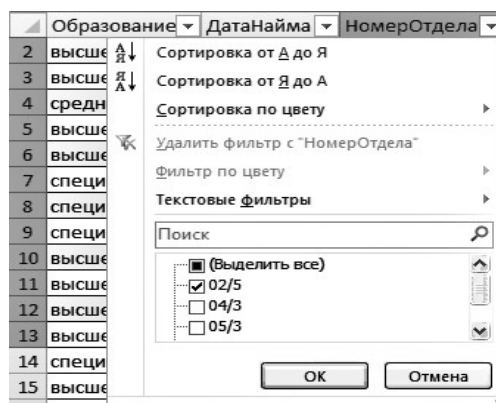 Образование ДатаНайма НомерОтдела
2 высше
3 высше
4 средн
5 высше
6 высше
7 специ
8 специ
9 специ
10 высше
11 высше
12 высше
13 высше
14 специ
15 высше
Сортировка от А до Я
Сортировка от Я до А
Сортировка по цвету
Удалить фильтр с "НомерОтдела"
Фильтр по цвету
Текстовые фильтры
Поиск
(Выделить все)
02/5
04/3
05/3
ОК Отмена